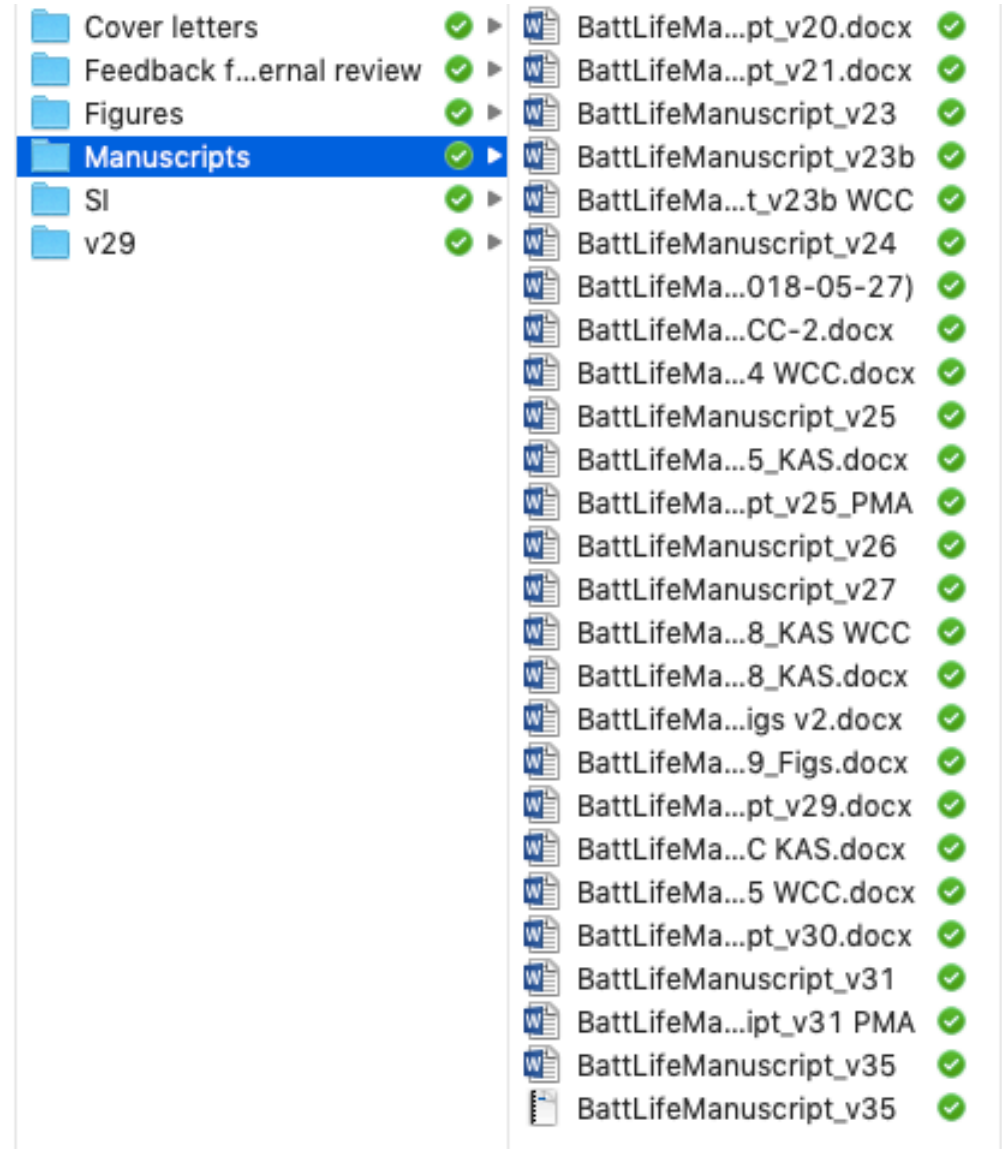 Cover letters
Feedback f...ernal review
Figures
Manuscripts
SI
v29
BattLifeMa...pt_v20.docx
BattLifeMa...pt_v21.docx
BattLifeManuscript_v23
BattLifeManuscript_v23b
BattLifeMa...t_v23b WCC
BattLifeManuscript_v24
BattLifeMa...018-05-27)
BattLifeMa...CC-2.docx
BattLifeMa...4 WCC.docx
BattLifeManuscript_v25
BattLifeMa...5_KAS.docx
BattLifeMa...pt_v25_PMA
BattLifeManuscript_v26
BattLifeManuscript_v27
BattLifeMa...8_KAS WCC
BattLifeMa...8_KAS.docx
BattLifeMa...igs v2.docx
BattLifeMa...9_Figs.docx
BattLifeMa...pt_v29.docx
BattLifeMa...C KAS.docx
BattLifeMa...5 WCC.docx
BattLifeMa...pt_v30.docx
BattLifeManuscript_v31
BattLifeMa...ipt_v31 PMA
BattLifeManuscript_v35
BattLifeManuscript_v35